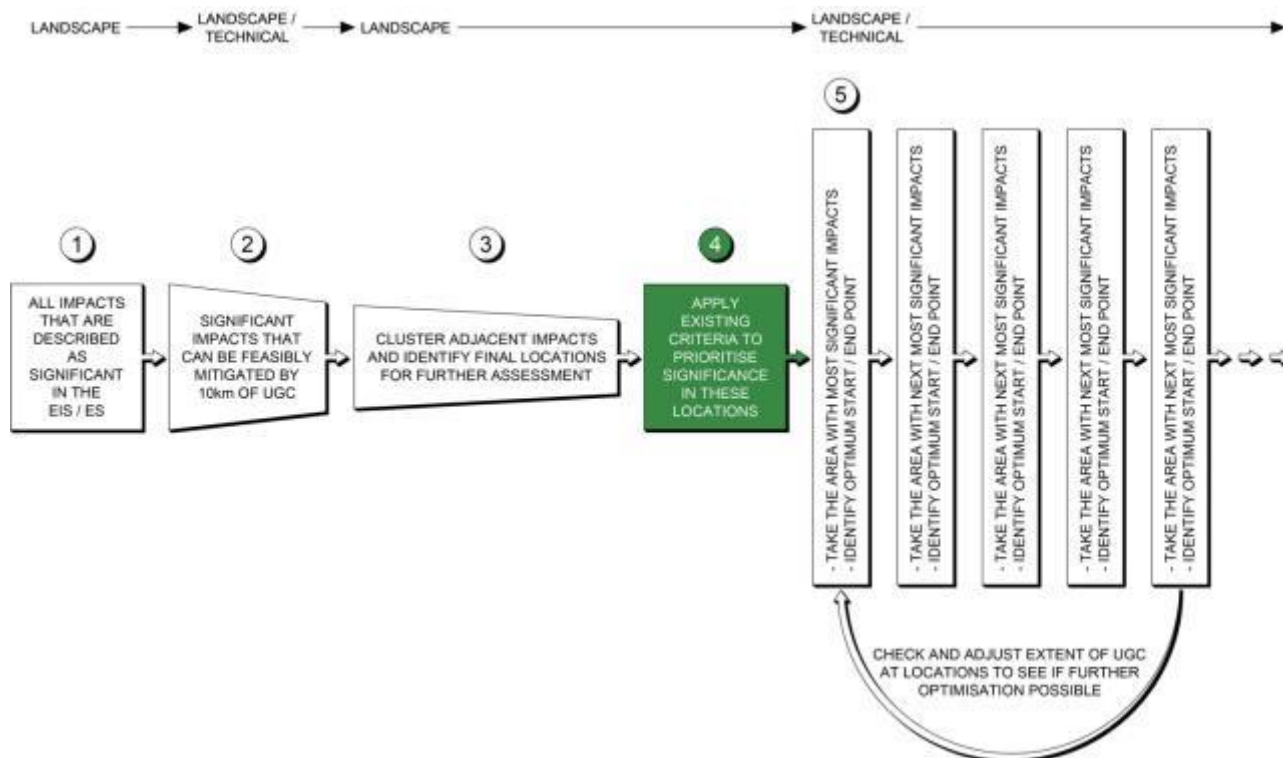 LANDSCAPE
LANDSCAPE /
TECHNICAL
LANDSCAPE
LANDSCAPE /
TECHNICAL
1
ALL IMPACTS
THAT ARE
DESCRIBED
AS
SIGNIFICANT
IN THE
EIS / ES
2
SIGNIFICANT
IMPACTS THAT
CAN BE FEASIBLY
MITIGATED BY
10km OF UGC
3
CLUSTER ADJACENT IMPACTS
AND IDENTIFY FINAL LOCATIONS
FOR FURTHER ASSESSMENT
4
APPLY
EXISTING
CRITERIA TO
PRIORITISE
SIGNIFICANCE
IN THESE
LOCATIONS
5
- TAKE THE AREA WITH MOST SIGNIFICANT IMPACTS
- IDENTIFY OPTIMUM START / END POINT
- TAKE THE AREA WITH NEXT MOST SIGNIFICANT IMPACTS
- IDENTIFY OPTIMUM START / END POINT
- TAKE THE AREA WITH NEXT MOST SIGNIFICANT IMPACTS
- IDENTIFY OPTIMUM START / END POINT
- TAKE THE AREA WITH NEXT MOST SIGNIFICANT IMPACTS
- IDENTIFY OPTIMUM START / END POINT
- TAKE THE AREA WITH NEXT MOST SIGNIFICANT IMPACTS
- IDENTIFY OPTIMUM START / END POINT
CHECK AND ADJUST EXTENT OF UGC
AT LOCATIONS TO SEE IF FURTHER
OPTIMISATION POSSIBLE